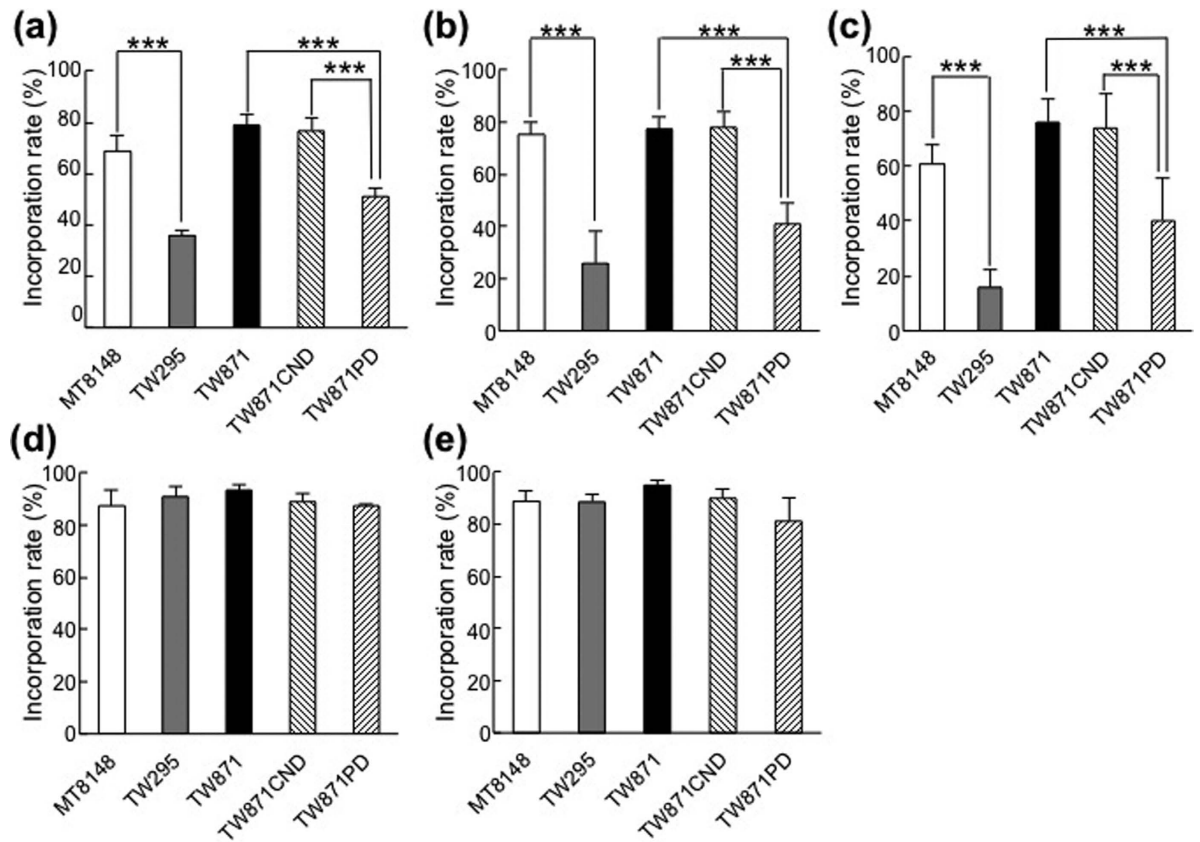 (a)
Incorporation rate (%)
100
80
60
40
20
0
***
***
***
MT8148
TW295
TW871
TW871CND
TW871PD
(b)
Incorporation rate (%)
100
80
60
40
20
0
***
***
***
MT8148
TW295
TW871
TW871CND
TW871PD
(c)
Incorporation rate (%)
100
80
60
40
20
0
***
***
***
MT8148
TW295
TW871
TW871CND
TW871PD
(d)
Incorporation rate (%)
100
80
60
40
20
0
MT8148
TW295
TW871
TW871CND
TW871PD
(e)
Incorporation rate (%)
100
80
60
40
20
0
MT8148
TW295
TW871
TW871CND
TW871PD